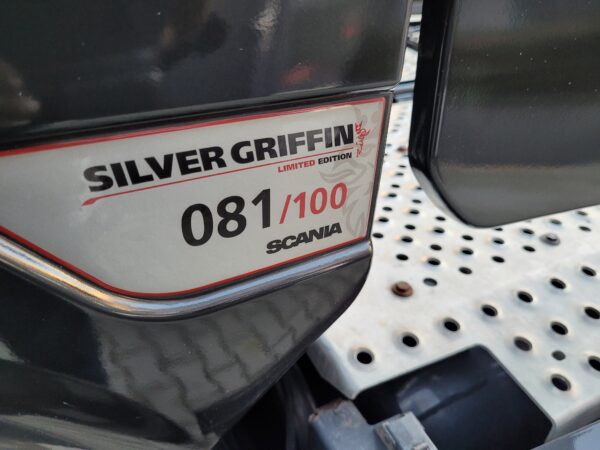 SILVER GRIFFIN
LIMITED EDITION
081/100
SCANIA